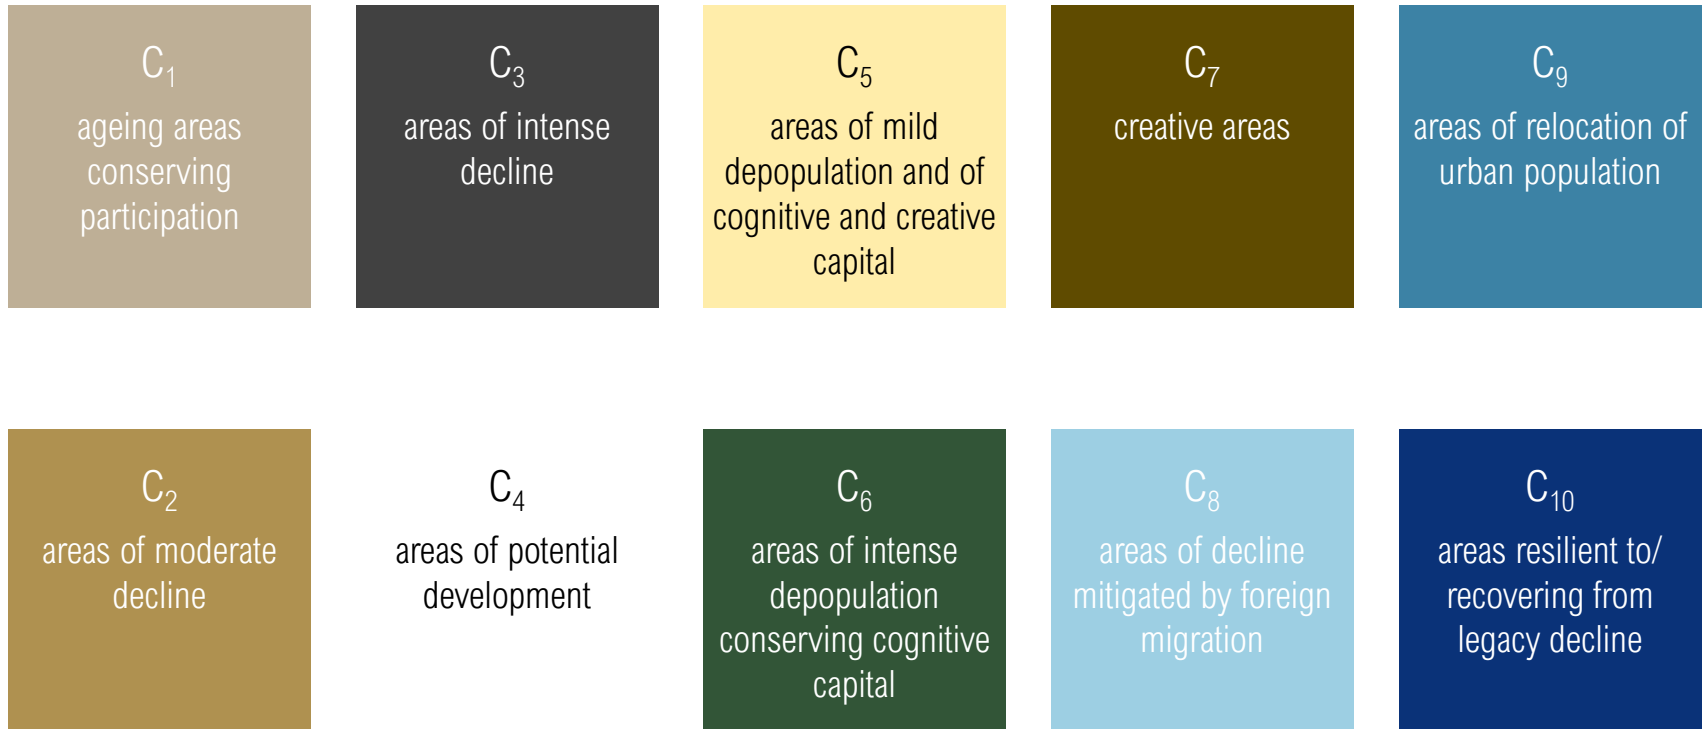 C₁
ageing areas
conserving
participation
C₃
areas of intense
decline
C₅
areas of mild
depopulation and of
cognitive and creative
capital
C₇
creative areas
C₉
areas of relocation of
urban population
C₂
areas of moderate
decline
C₄
areas of potential
development
C₆
areas of intense
depopulation
conserving cognitive
capital
C₈
areas of decline
mitigated by foreign
migration
C₁₀
areas resilient to/
recovering from
legacy decline